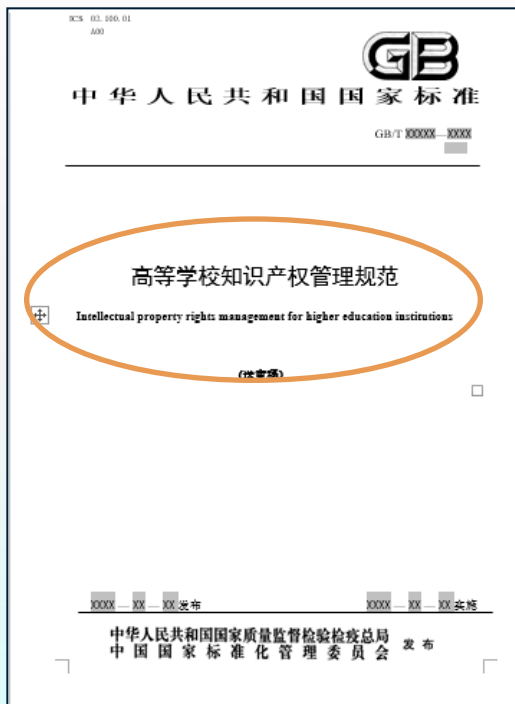 ICS 03.100.01
A00
GB
中华人民共和国国家标准
GB/T XXXXX—XXXX
高等学校知识产权管理规范
Intellectual property rights management for higher education institutions
(送审稿)
XXXX — XX — XX 发布
XXXX — XX — XX 实施
中华人民共和国国家质量监督检验检疫总局
中国国家标准化管理委员会
发布